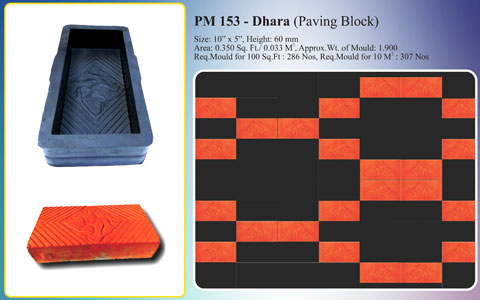 PM 153 - Dhara (Paving Block)
Size: 10" x 5", Height: 60 mm
Area: 0.350 Sq. Ft./ 0.033 M², Approx.Wt. of Mould: 1.900
Req.Mould for 100 Sq.Ft : 286 Nos, Req.Mould for 10 M² : 307 Nos